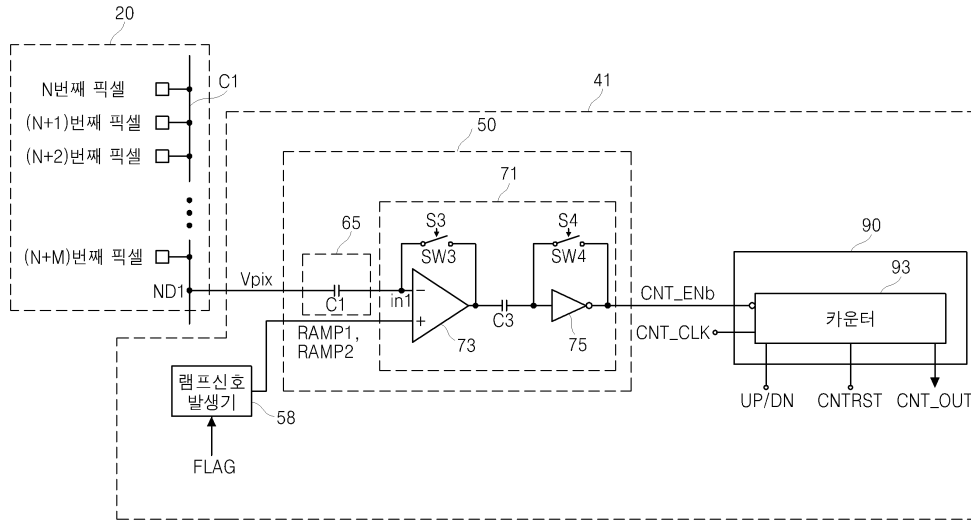 20
N번째 픽셀
C1
(N+1)번째 픽셀
(N+2)번째 픽셀
(N+M)번째 픽셀
ND1
Vpix
41
50
71
65
C1
S3
SW3
in1
73
C3
S4
SW4
75
RAMP1,
RAMP2
램프신호
발생기
58
FLAG
CNT_ENb
CNT_CLK
90
93
카운터
UP/DN
CNTRST
CNT_OUT